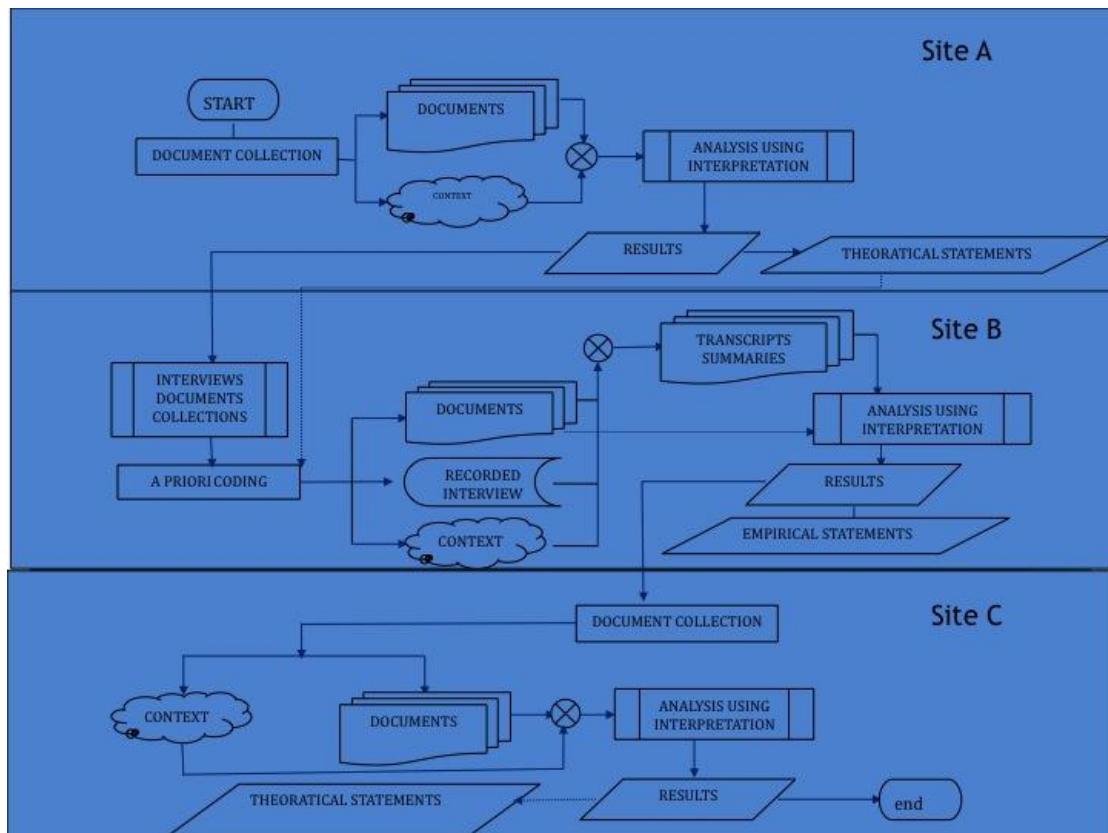 Site A
START
DOCUMENTS
DOCUMENT COLLECTION
ANALYSIS USING
INTERPRETATION
CONTEXT
RESULTS
THEORATICAL STATEMENTS
Site B
TRANSCRIPTS
SUMMARIES
INTERVIEWS
DOCUMENTS
COLLECTIONS
DOCUMENTS
ANALYSIS USING
INTERPRETATION
A PRIORI CODING
RECORDED
INTERVIEW
RESULTS
CONTEXT
EMPIRICAL STATEMENTS
Site C
DOCUMENT COLLECTION
CONTEXT
DOCUMENTS
ANALYSIS USING
INTERPRETATION
THEORATICAL STATEMENTS
RESULTS
end